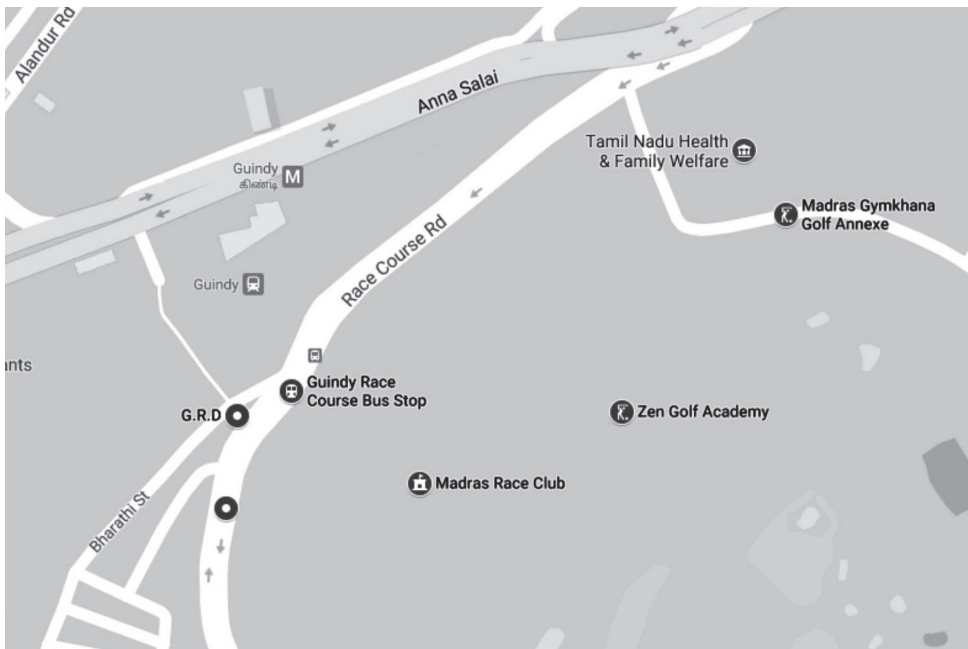 Alandur Rd
Anna Salai
Tamil Nadu Health
& Family Welfare
Guindy
கிண்டி
M
Madras Gymkhana
Golf Annexe
Race Course Rd
Guindy
ants
Guindy Race
Course Bus Stop
G.R.D
Zen Golf Academy
Madras Race Club
Bharathi St